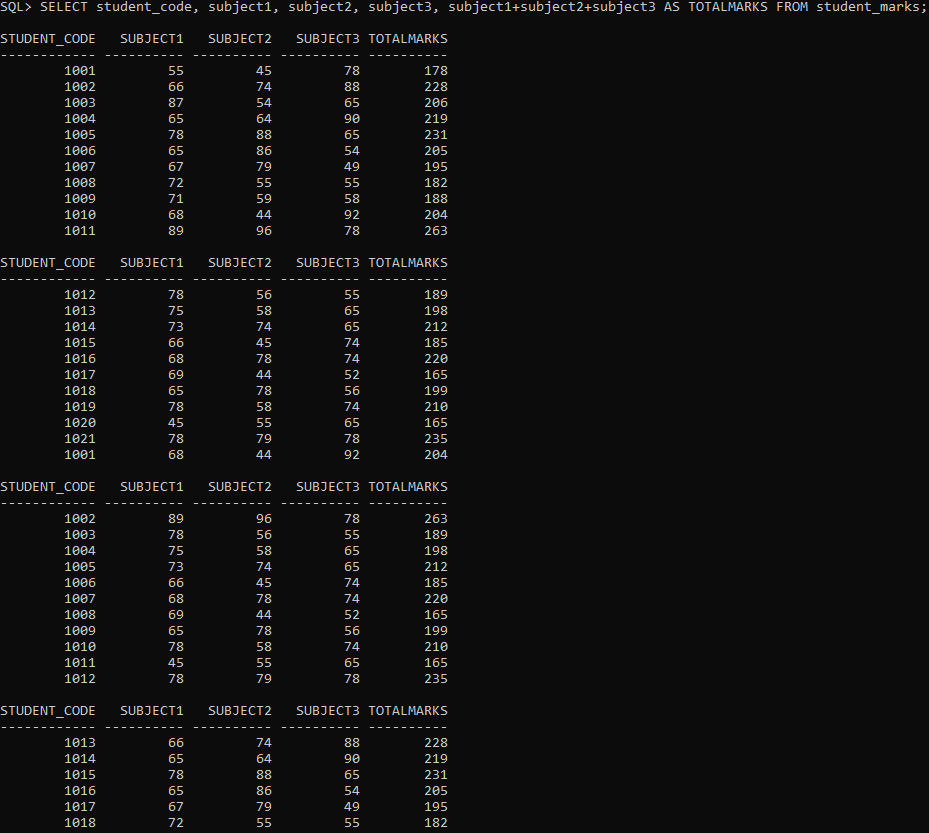 SQL> SELECT student_code, subject1, subject2, subject3, subject1+subject2+subject3 AS TOTALMARKS FROM student_marks;
STUDENT_CODE   SUBJECT1   SUBJECT2   SUBJECT3 TOTALMARKS
------------ ---------- ---------- ---------- ----------
        1001         55         45         78        178
        1002         66         74         88        228
        1003         87         54         65        206
        1004         65         64         90        219
        1005         78         88         65        231
        1006         65         86         54        205
        1007         67         79         49        195
        1008         72         55         55        182
        1009         71         59         58        188
        1010         68         44         92        204
        1011         89         96         78        263
STUDENT_CODE   SUBJECT1   SUBJECT2   SUBJECT3 TOTALMARKS
------------ ---------- ---------- ---------- ----------
        1012         78         56         55        189
        1013         75         58         65        198
        1014         73         74         65        212
        1015         66         45         74        185
        1016         68         78         74        220
        1017         69         44         52        165
        1018         65         78         56        199
        1019         78         58         74        210
        1020         45         55         65        165
        1021         78         79         78        235
        1001         68         44         92        204
STUDENT_CODE   SUBJECT1   SUBJECT2   SUBJECT3 TOTALMARKS
------------ ---------- ---------- ---------- ----------
        1002         89         96         78        263
        1003         78         56         55        189
        1004         75         58         65        198
        1005         73         74         65        212
        1006         66         45         74        185
        1007         68         78         74        220
        1008         69         44         52        165
        1009         65         78         56        199
        1010         78         58         74        210
        1011         45         55         65        165
        1012         78         79         78        235
STUDENT_CODE   SUBJECT1   SUBJECT2   SUBJECT3 TOTALMARKS
------------ ---------- ---------- ---------- ----------
        1013         66         74         88        228
        1014         65         64         90        219
        1015         78         88         65        231
        1016         65         86         54        205
        1017         67         79         49        195
        1018         72         55         55        182